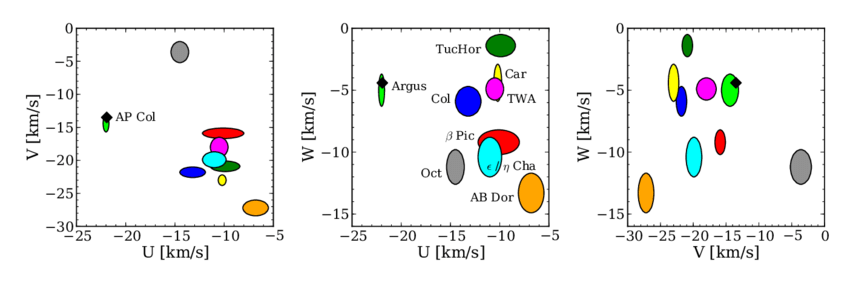 0
−5
−10
−15
−20
−25
−30
−25
−20
−15
−10
−5
U [km/s]
V [km/s]
AP Col
0
−5
−10
−15
−25
−20
−15
−10
−5
U [km/s]
W [km/s]
TucHor
Car
Argus
Col
TWA
β Pic
ϵ / η Cha
Oct
AB Dor
0
−5
−10
−15
−30
−25
−20
−15
−10
−5
0
V [km/s]
W [km/s]